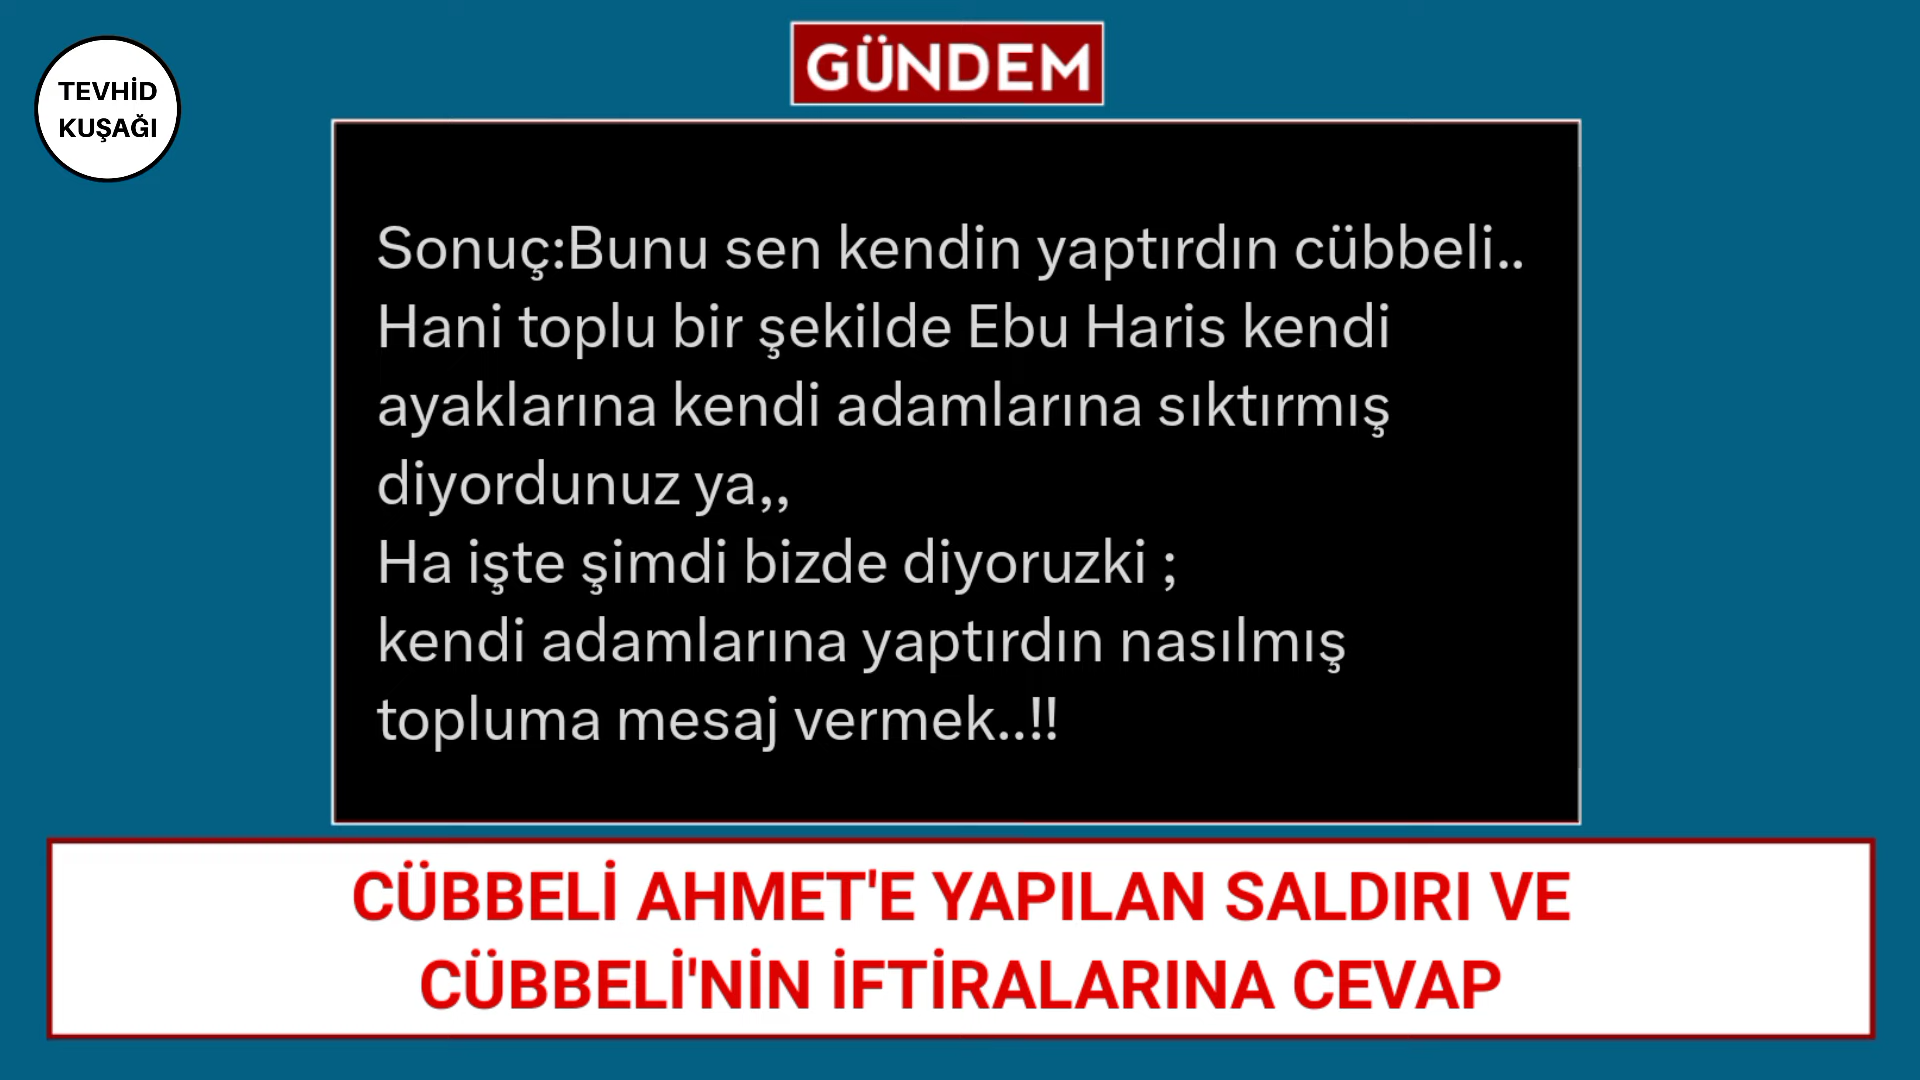 TEVHİD
KUŞAĞI
GÜNDEM
Sonuç:Bunu sen kendin yaptırdın cübbeli..
Hani toplu bir şekilde Ebu Haris kendi
ayaklarına kendi adamlarına sıktırmış
diyordunuz ya,,
Ha işte şimdi bizde diyoruzki ;
kendi adamlarına yaptırdın nasılmış
topluma mesaj vermek..!!
CÜBBELİ AHMET'E YAPILAN SALDIRI VE
CÜBBELİ'NİN İFTİRALARINA CEVAP